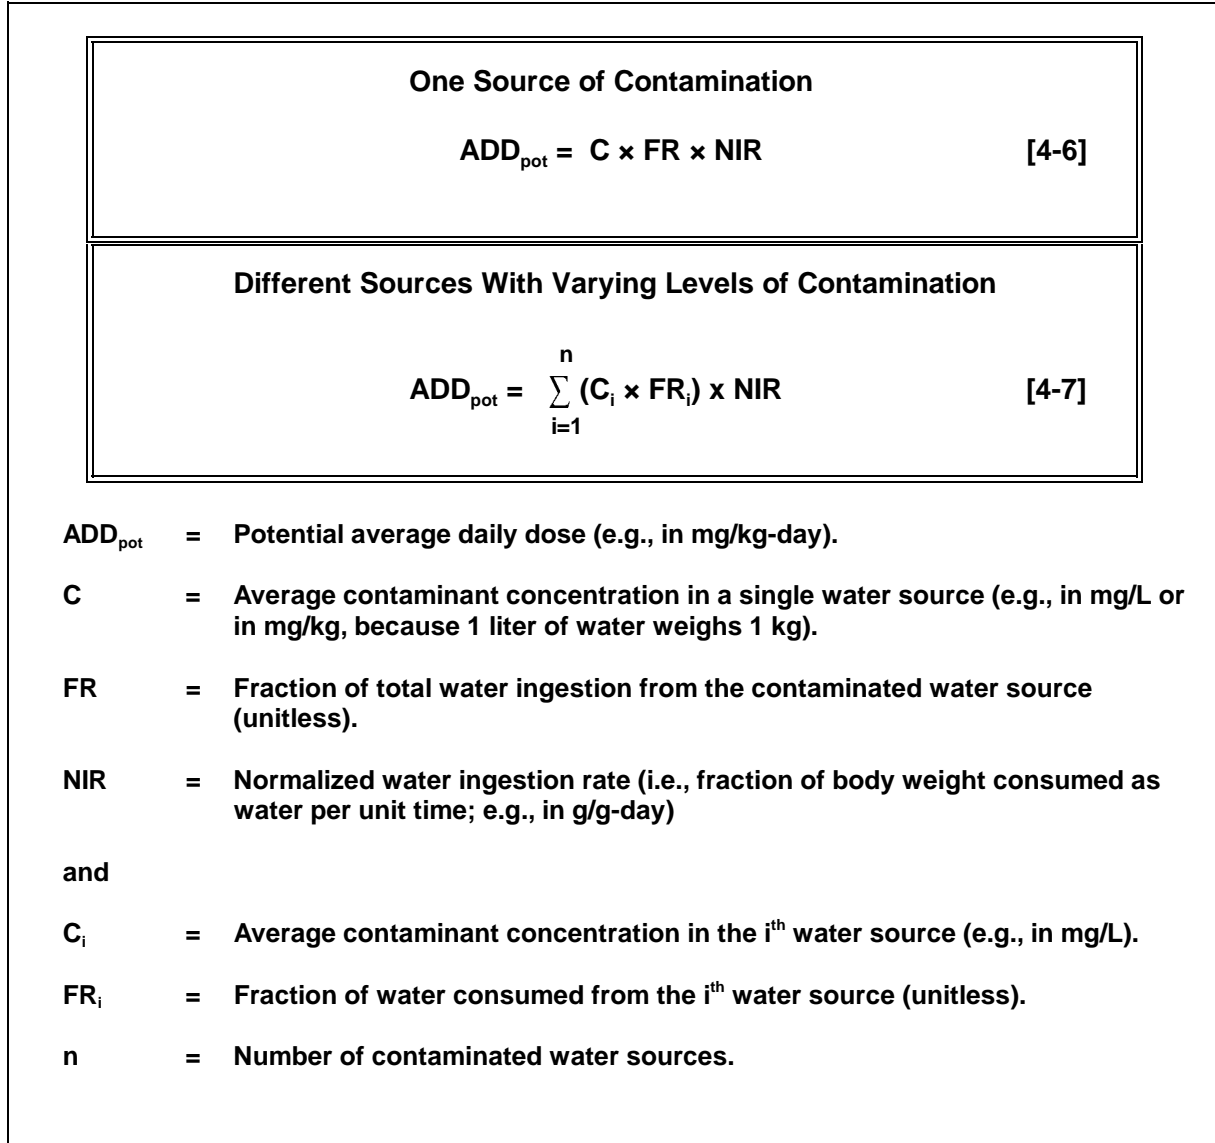 One Source of Contamination
ADDpot = C × FR × NIR [4-6]
Different Sources With Varying Levels of Contamination
n
ADDpot = ∑ (Ci × FRi) x NIR [4-7]
i=1
ADDpot = Potential average daily dose (e.g., in mg/kg-day).
C = Average contaminant concentration in a single water source (e.g., in mg/L or
in mg/kg, because 1 liter of water weighs 1 kg).
FR = Fraction of total water ingestion from the contaminated water source
(unitless).
NIR = Normalized water ingestion rate (i.e., fraction of body weight consumed as
water per unit time; e.g., in g/g-day)
and
Ci = Average contaminant concentration in the ith water source (e.g., in mg/L).
FRi = Fraction of water consumed from the ith water source (unitless).
n = Number of contaminated water sources.